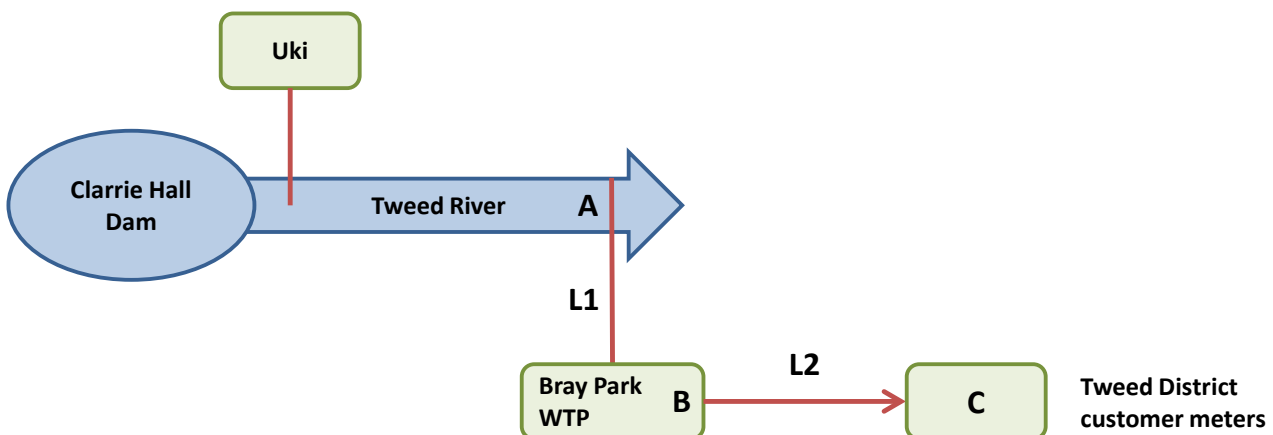 Uki
Clarrie Hall
Dam
Tweed River
A
L1
Bray Park
WTP
B
L2
C
Tweed District
customer meters